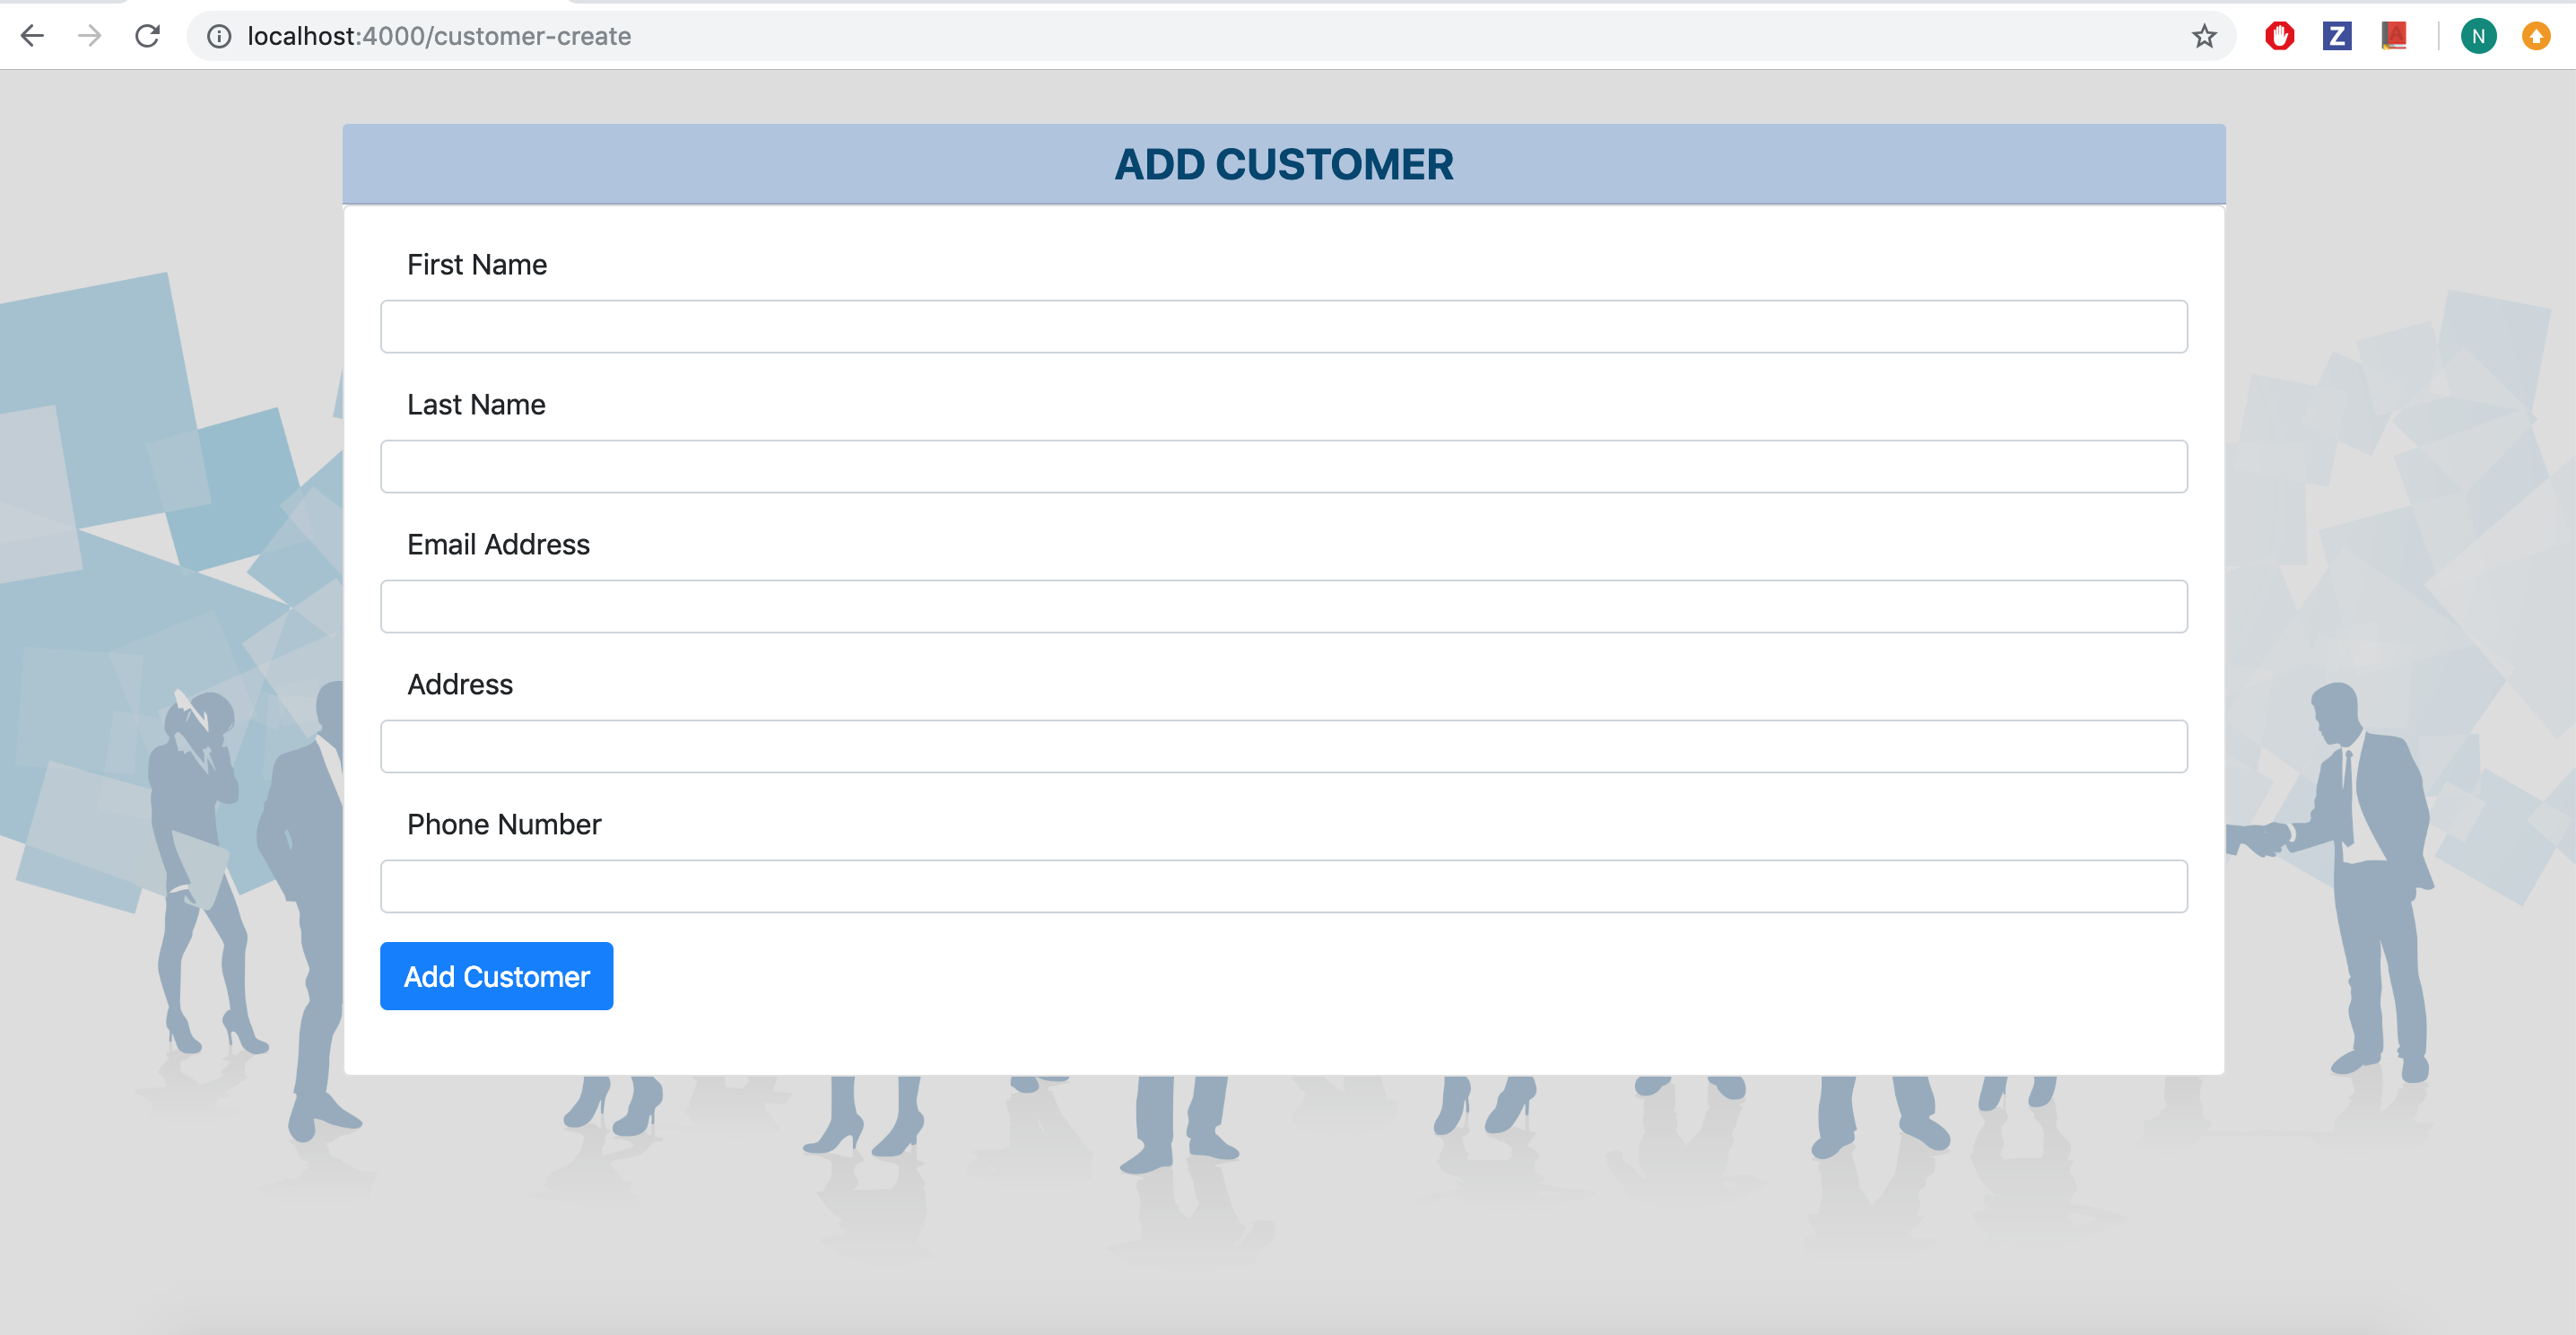 localhost:4000/customer-create
Z
A
N
ADD CUSTOMER
First Name
Last Name
Email Address
Address
Phone Number
Add Customer